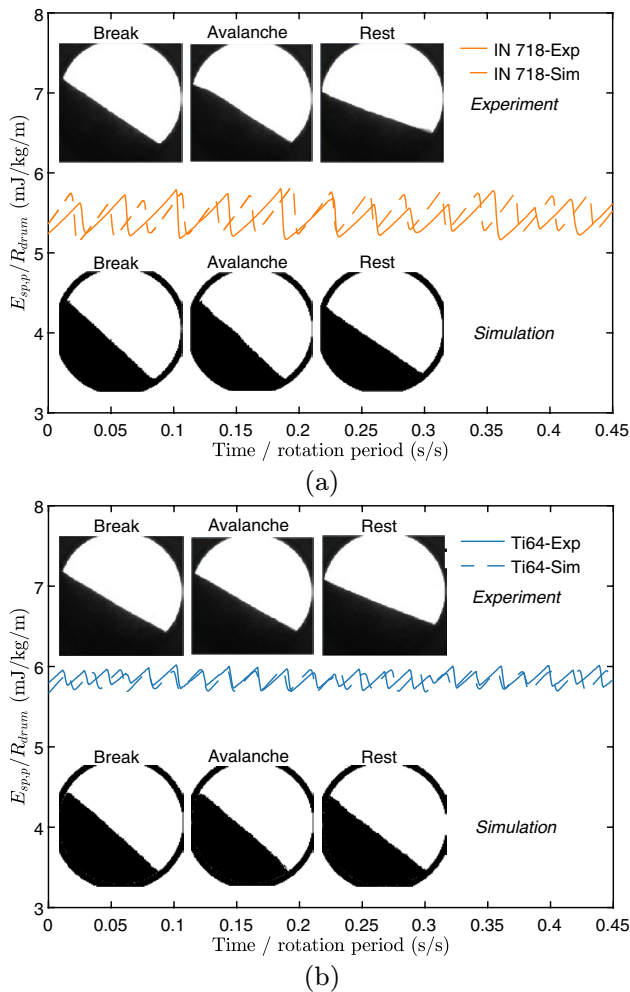 8
Break Avalanche Rest
IN 718-Exp
IN 718-Sim
Experiment
7
6
5
Break Avalanche Rest
4
Simulation
3
E_{sp,p}/R_{drum} (mJ/kg/m)
0 0.05 0.1 0.15 0.2 0.25 0.3 0.35 0.4 0.45
Time / rotation period (s/s)
(a)
8
Break Avalanche Rest
Ti64-Exp
Ti64-Sim
Experiment
7
6
5
Break Avalanche Rest
4
Simulation
3
E_{sp,p}/R_{drum} (mJ/kg/m)
0 0.05 0.1 0.15 0.2 0.25 0.3 0.35 0.4 0.45
Time / rotation period (s/s)
(b)